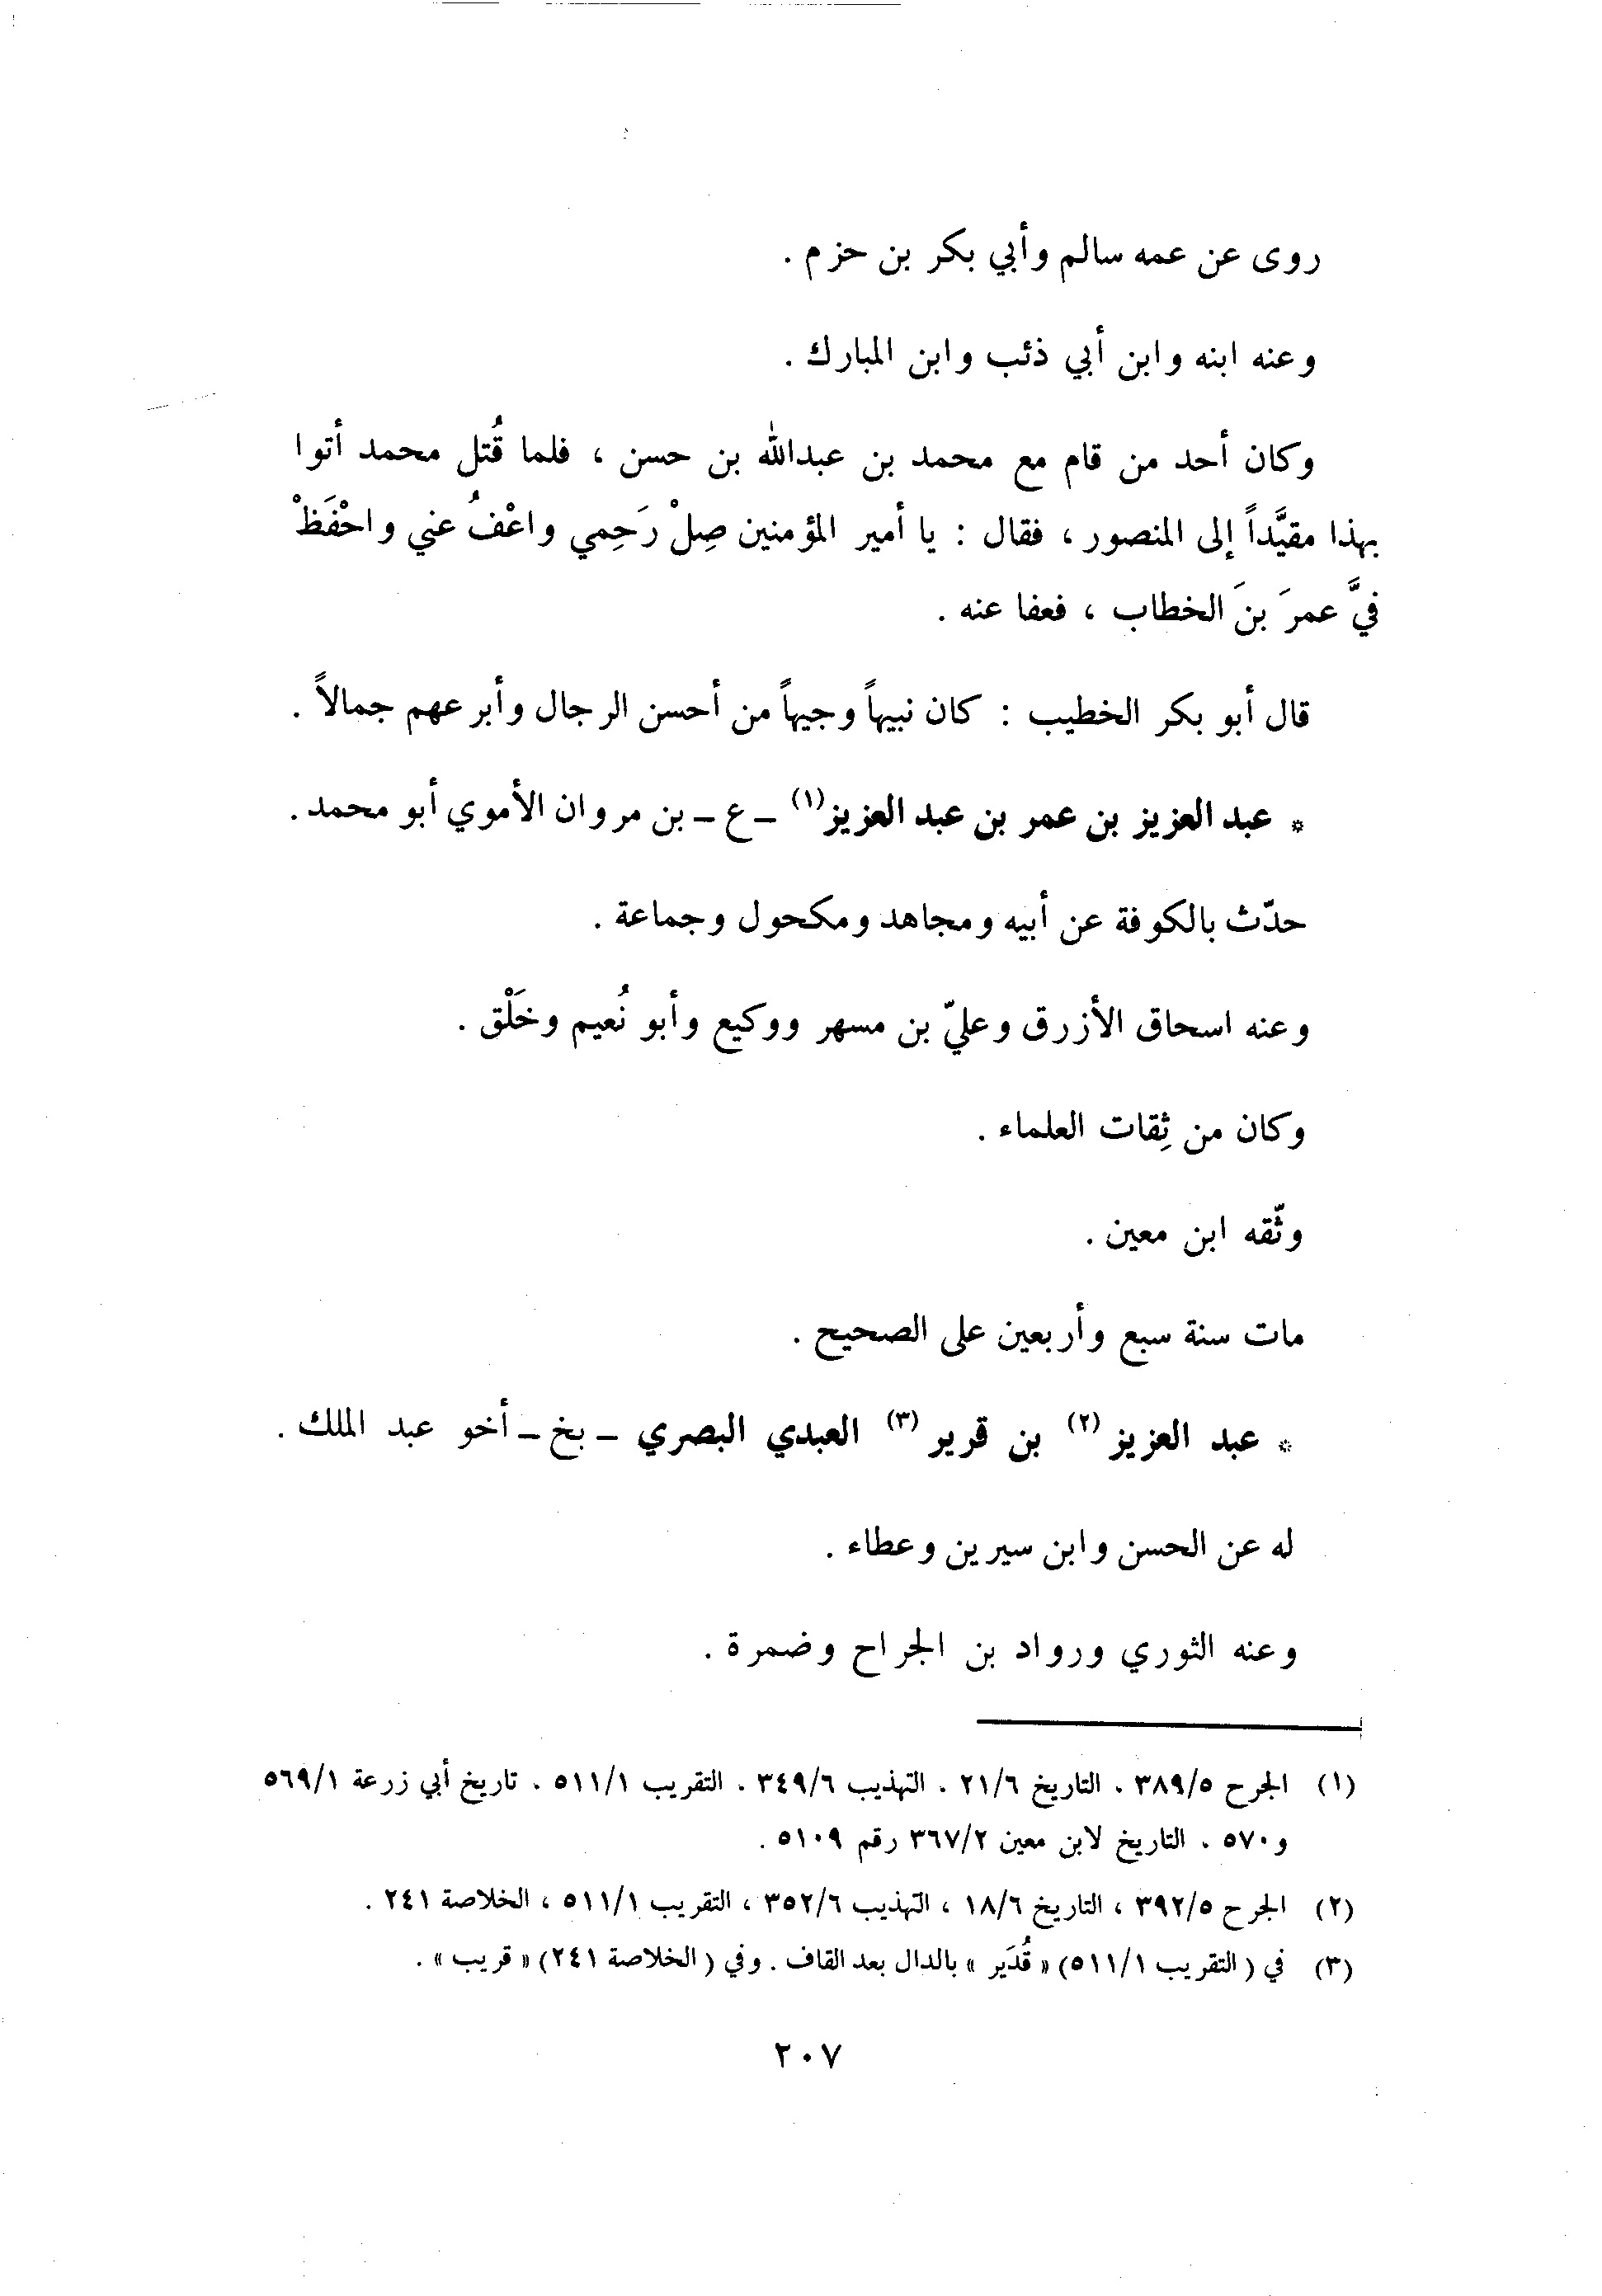 روى عن عمه سالم وأبي بكر بن حزم .
وعنه ابنه وابن أبي ذئب وابن المبارك .
وكان أحد من قام مع محمد بن عبدالله بن حسن ، فلما قُتل محمد أتوا
بهذا مقيَّداً إلى المنصور ، فقال : يا أمير المؤمنين صِلْ رَحِمي واعْفُ عني واحْفَظْ
فيَّ عمرَ بنَ الخطاب ، فعفا عنه .
قال أبو بكر الخطيب : كان نبيهاً وجيهاً من أحسن الرجال وأبرعهم جمالاً .
* عبد العزيز بن عمر بن عبد العزيز(١) – ع – بن مروان الأموي أبو محمد .
حدّث بالكوفة عن أبيه ومجاهد ومكحول وجماعة .
وعنه اسحاق الأزرق وعليّ بن مسهر ووكيع وأبو نُعيم وخَلْق .
وكان من ثِقات العلماء .
وثّقه ابن معين .
مات سنة سبع وأربعين على الصحيح .
* عبد العزيز (٢) بن قرير (٣) العبدي البصري – بخ – أخو عبد الملك .
له عن الحسن وابن سيرين وعطاء .
وعنه الثوري ورواد بن الجراح وضمرة .
(١) الجرح ٣٨٩/٥ . التاريخ ٢١/٦ . التهذيب ٣٤٩/٦ . التقريب ٥١١/١ . تاريخ أبي زرعة ٥٦٩/١
و٥٧٠ . التاريخ لابن معين ٣٦٧/٢ رقم ٥١٠٩ .
(٢) الجرح ٣٩٢/٥ ، التاريخ ١٨/٦ ، التهذيب ٣٥٢/٦ ، التقريب ٥١١/١ ، الخلاصة ٢٤١ .
(٣) في ( التقريب ٥١١/١) « قُدَير » بالدال بعد القاف . وفي ( الخلاصة ٢٤١) « قريب » .
٢٠٧